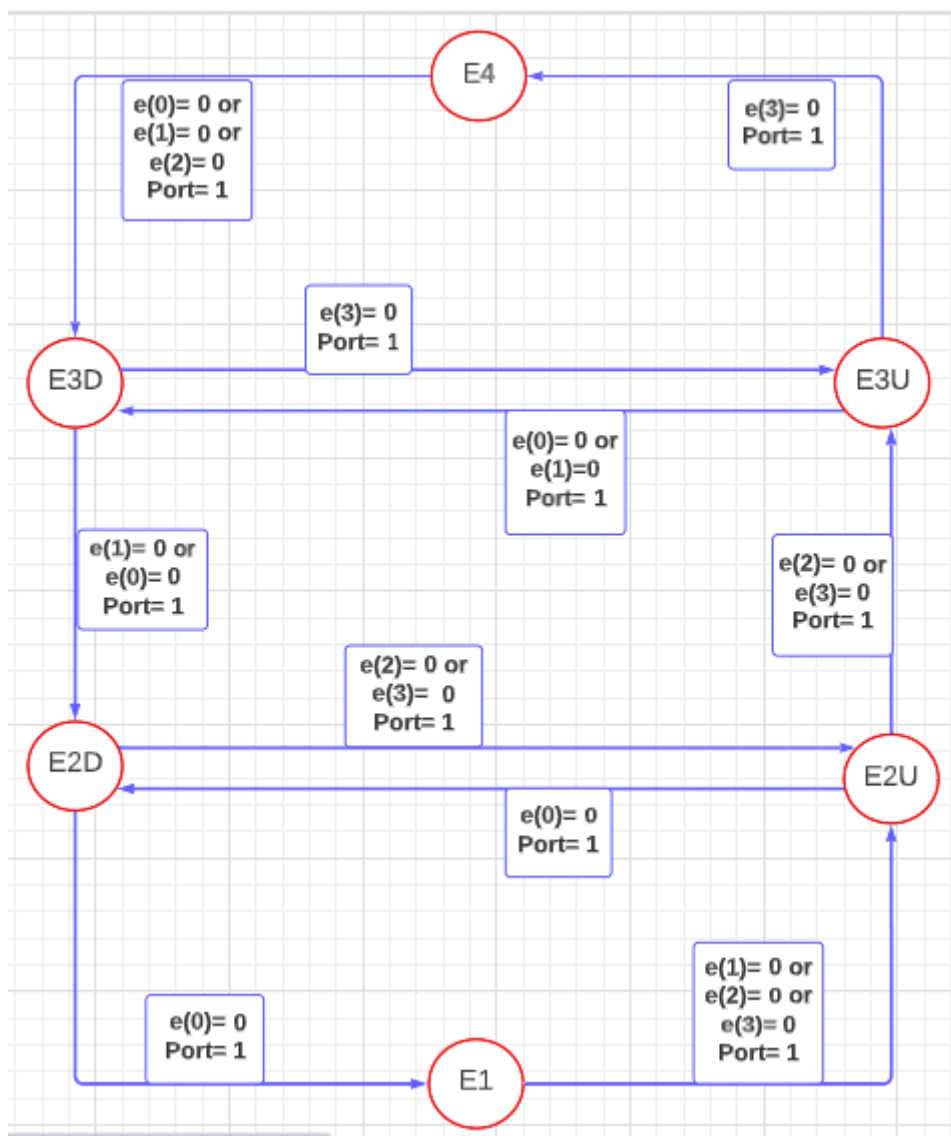 E4
e(0)= 0 or
e(1)= 0 or
e(2)= 0
Port= 1
e(3)= 0
Port= 1
e(3)= 0
Port= 1
E3D
E3U
e(0)= 0 or
e(1)=0
Port= 1
e(1)= 0 or
e(0)= 0
Port= 1
e(2)= 0 or
e(3)= 0
Port= 1
e(2)= 0 or
e(3)= 0
Port= 1
E2D
E2U
e(0)= 0
Port= 1
e(1)= 0 or
e(2)= 0 or
e(3)= 0
Port= 1
e(0)= 0
Port= 1
E1